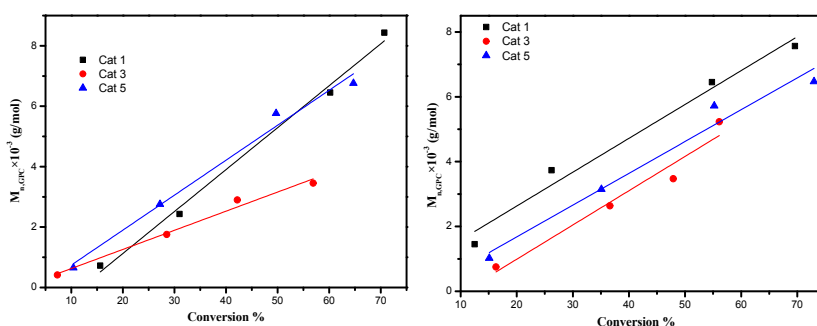 M n,GPC ×10⁻³ (g/mol)
8
6
4
2
0
Cat 1
Cat 3
Cat 5
10 20 30 40 50 60 70
Conversion %
M n,GPC ×10⁻³ (g/mol)
8
6
4
2
0
Cat 1
Cat 3
Cat 5
10 20 30 40 50 60 70
Conversion %